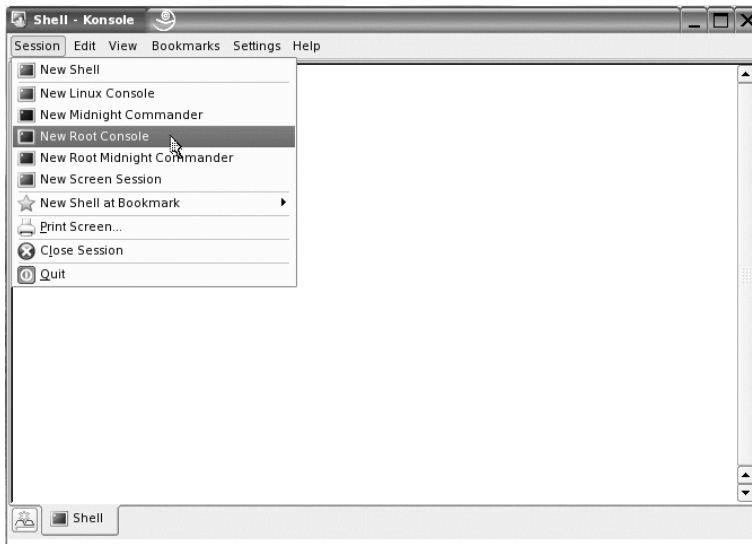 Shell - Konsole
Session Edit View Bookmarks Settings Help
New Shell
New Linux Console
New Midnight Commander
New Root Console
New Root Midnight Commander
New Screen Session
New Shell at Bookmark
Print Screen...
Close Session
Quit
Shell